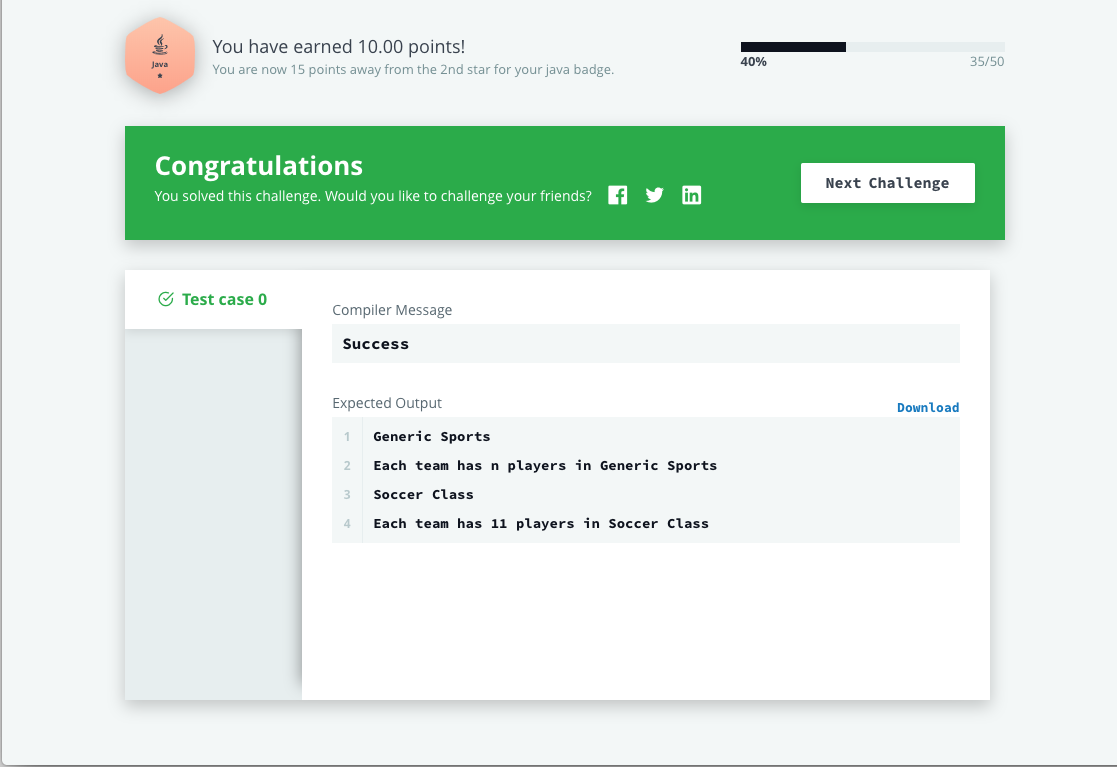 Java
You have earned 10.00 points!
You are now 15 points away from the 2nd star for your java badge.
40%
35/50
Congratulations
You solved this challenge. Would you like to challenge your friends?
Next Challenge
Test case 0
Compiler Message
Success
Expected Output
Download
1 Generic Sports
2 Each team has n players in Generic Sports
3 Soccer Class
4 Each team has 11 players in Soccer Class